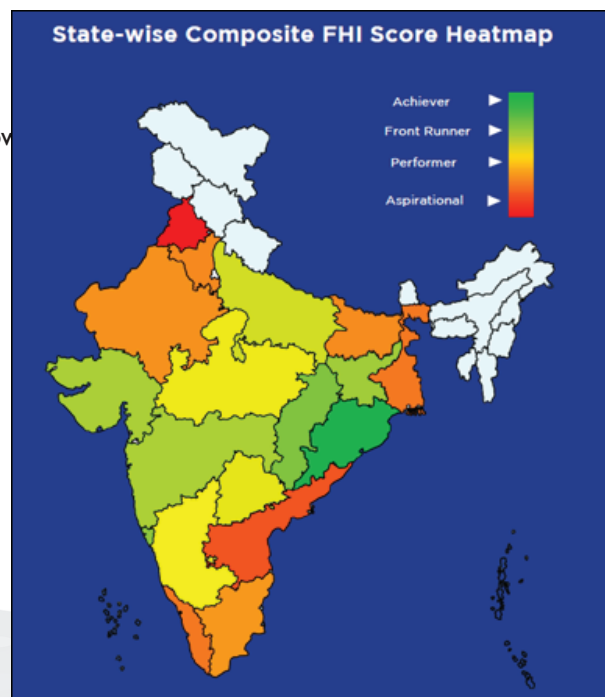 State-wise Composite FHI Score Heatmap
Achiever
Front Runner
Performer
Aspirational